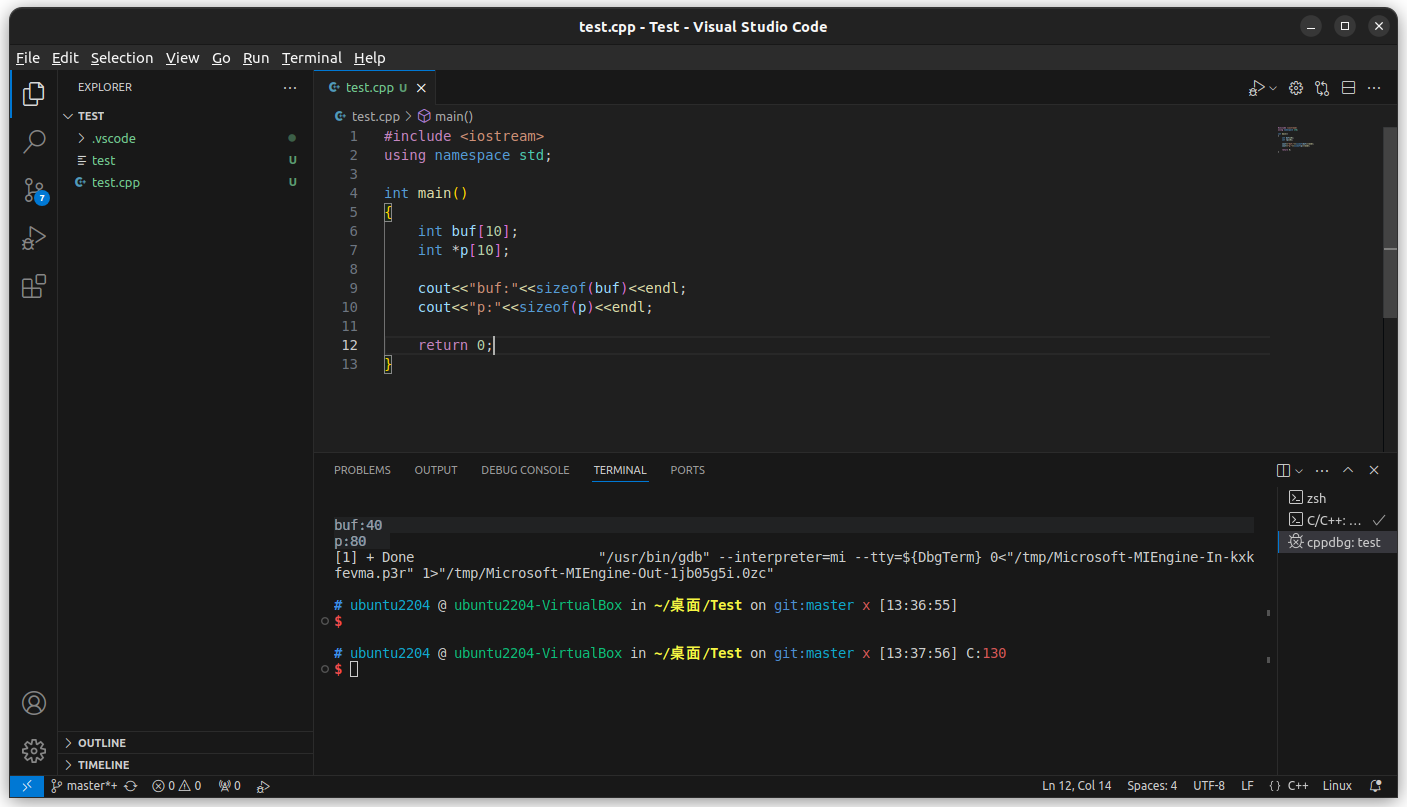 test.cpp - Test - Visual Studio Code
File Edit Selection View Go Run Terminal Help
EXPLORER
TEST
.vscode
test U
test.cpp U
7
OUTLINE
TIMELINE
test.cpp U
test.cpp > main()
1 #include <iostream>
2 using namespace std;
3
4 int main()
5 {
6 int buf[10];
7 int *p[10];
8
9 cout<<"buf:"<<sizeof(buf)<<endl;
10 cout<<"p:"<<sizeof(p)<<endl;
11
12 return 0;
13 }
PROBLEMS OUTPUT DEBUG CONSOLE TERMINAL PORTS
buf:40
p:80
[1] + Done "/usr/bin/gdb" --interpreter=mi --tty=${DbgTerm} 0<"/tmp/Microsoft-MIEngine-In-kxk
fevma.p3r" 1>"/tmp/Microsoft-MIEngine-Out-1jb05g5i.0zc"
# ubuntu2204 @ ubuntu2204-VirtualBox in ~/桌面/Test on git:master x [13:36:55]
$
# ubuntu2204 @ ubuntu2204-VirtualBox in ~/桌面/Test on git:master x [13:37:56] C:130
$
zsh
C/C++: ...
cppdbg: test
master*+ 0 0 0 Ln 12, Col 14 Spaces: 4 UTF-8 LF {} C++ Linux